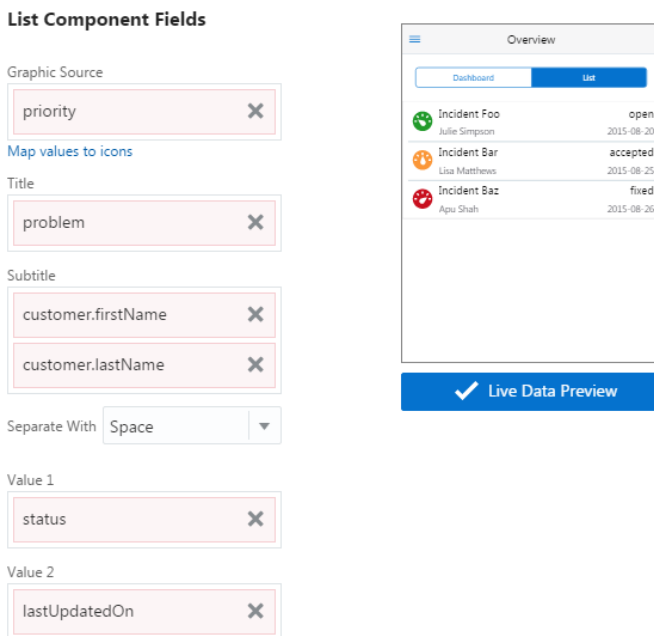 List Component Fields
Graphic Source
priority
Map values to icons
Title
problem
Subtitle
customer.firstName
customer.lastName
Separate With Space
Value 1
status
Value 2
lastUpdatedOn
Overview
Dashboard List
Incident Foo open
Julie Simpson 2015-08-20
Incident Bar accepted
Lisa Matthews 2015-08-25
Incident Baz fixed
Apu Shah 2015-08-26
Live Data Preview